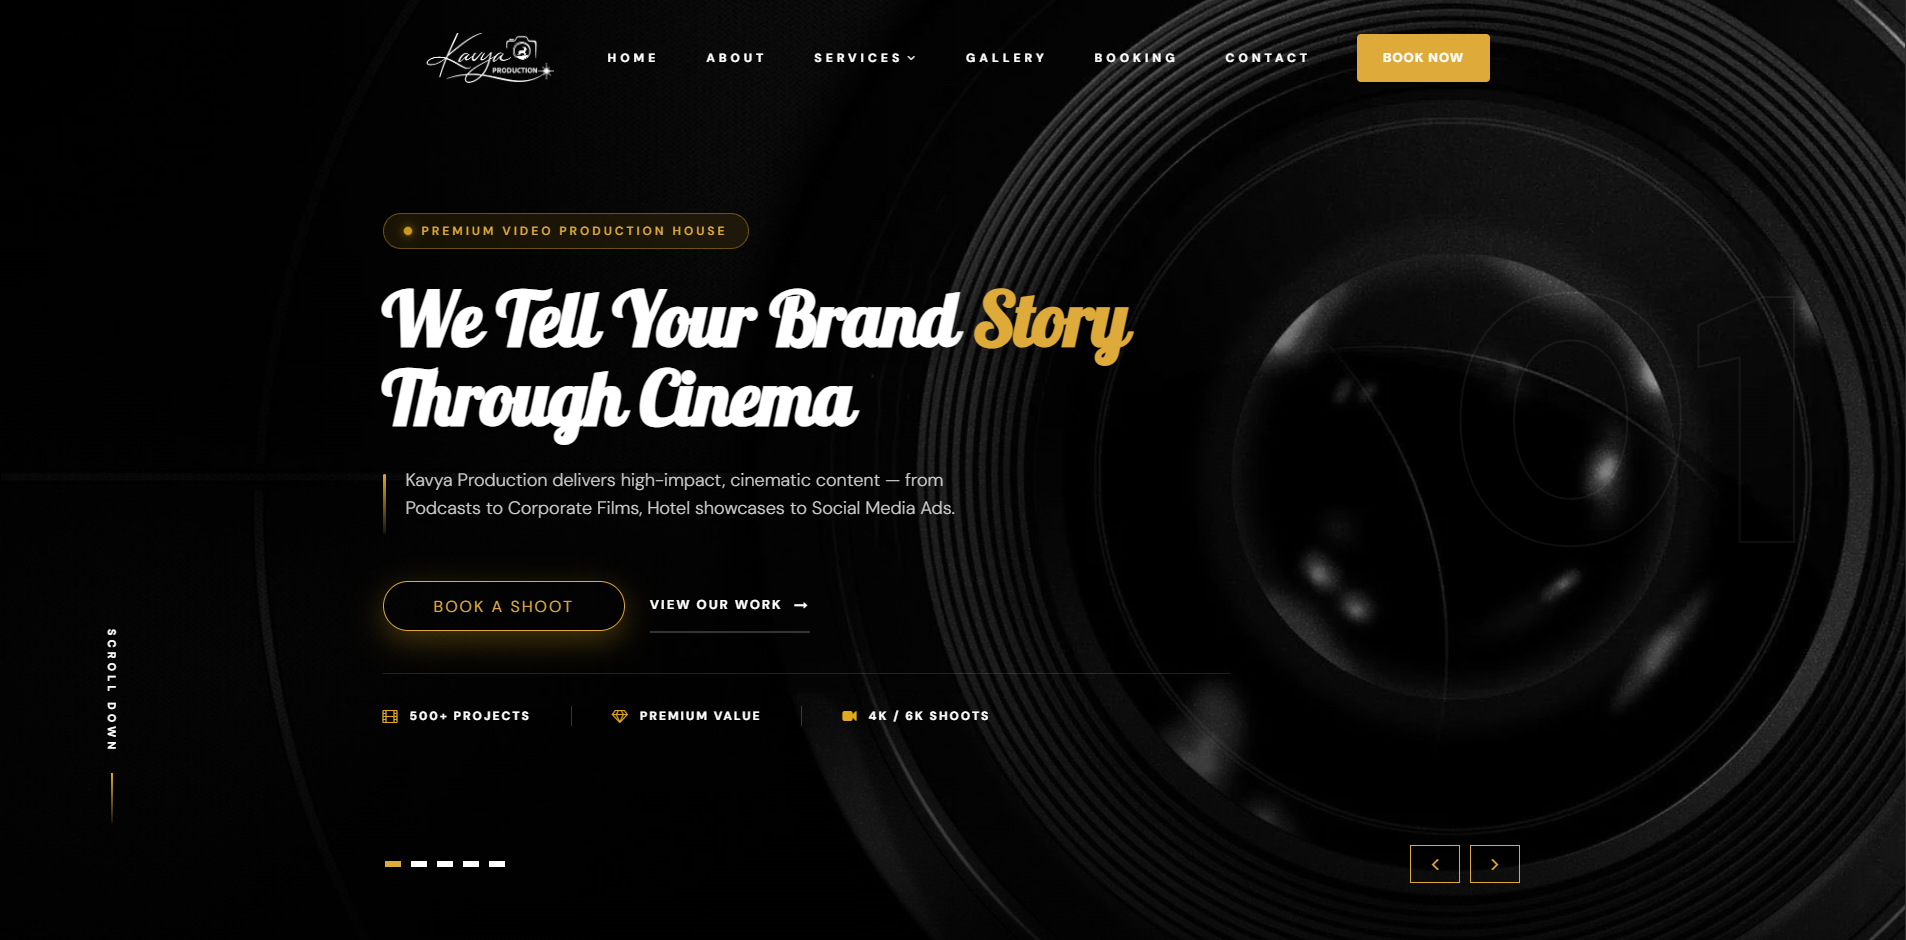 Kavya
PRODUCTION
HOME
ABOUT
SERVICES
GALLERY
BOOKING
CONTACT
BOOK NOW
PREMIUM VIDEO PRODUCTION HOUSE
We Tell Your Brand Story
Through Cinema
01
Kavya Production delivers high-impact, cinematic content — from
Podcasts to Corporate Films, Hotel showcases to Social Media Ads.
BOOK A SHOOT
VIEW OUR WORK →
SCROLL DOWN
500+ PROJECTS
PREMIUM VALUE
4K / 6K SHOOTS